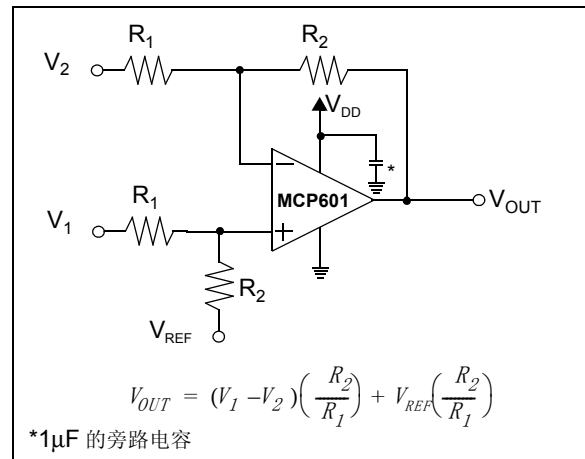 R1 R2
V2
VDD
*
MCP601
R1
V1
VOUT
R2
VREF
VOUT = (V1 – V2)(R2/R1) + VREF(R2/R1)
*1μF 的旁路电容